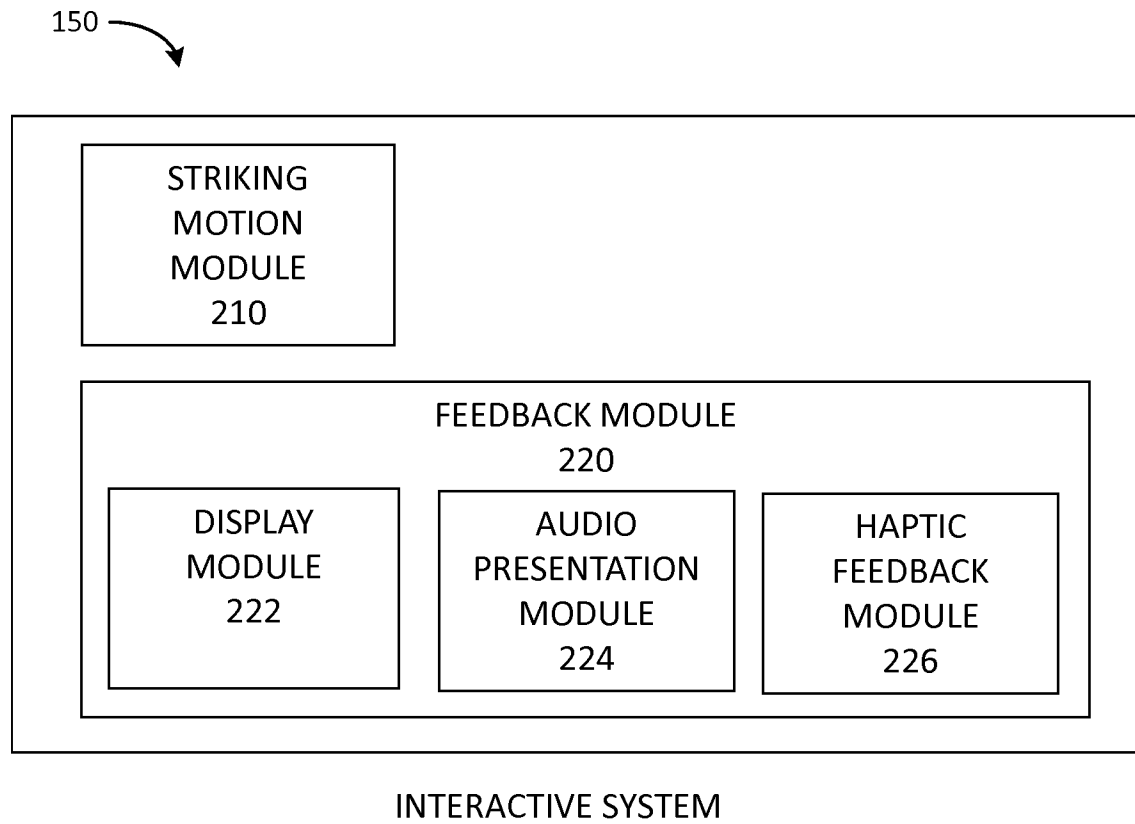 150
STRIKING
MOTION
MODULE
210
FEEDBACK MODULE
220
DISPLAY
MODULE
222
AUDIO
PRESENTATION
MODULE
224
HAPTIC
FEEDBACK
MODULE
226
INTERACTIVE SYSTEM